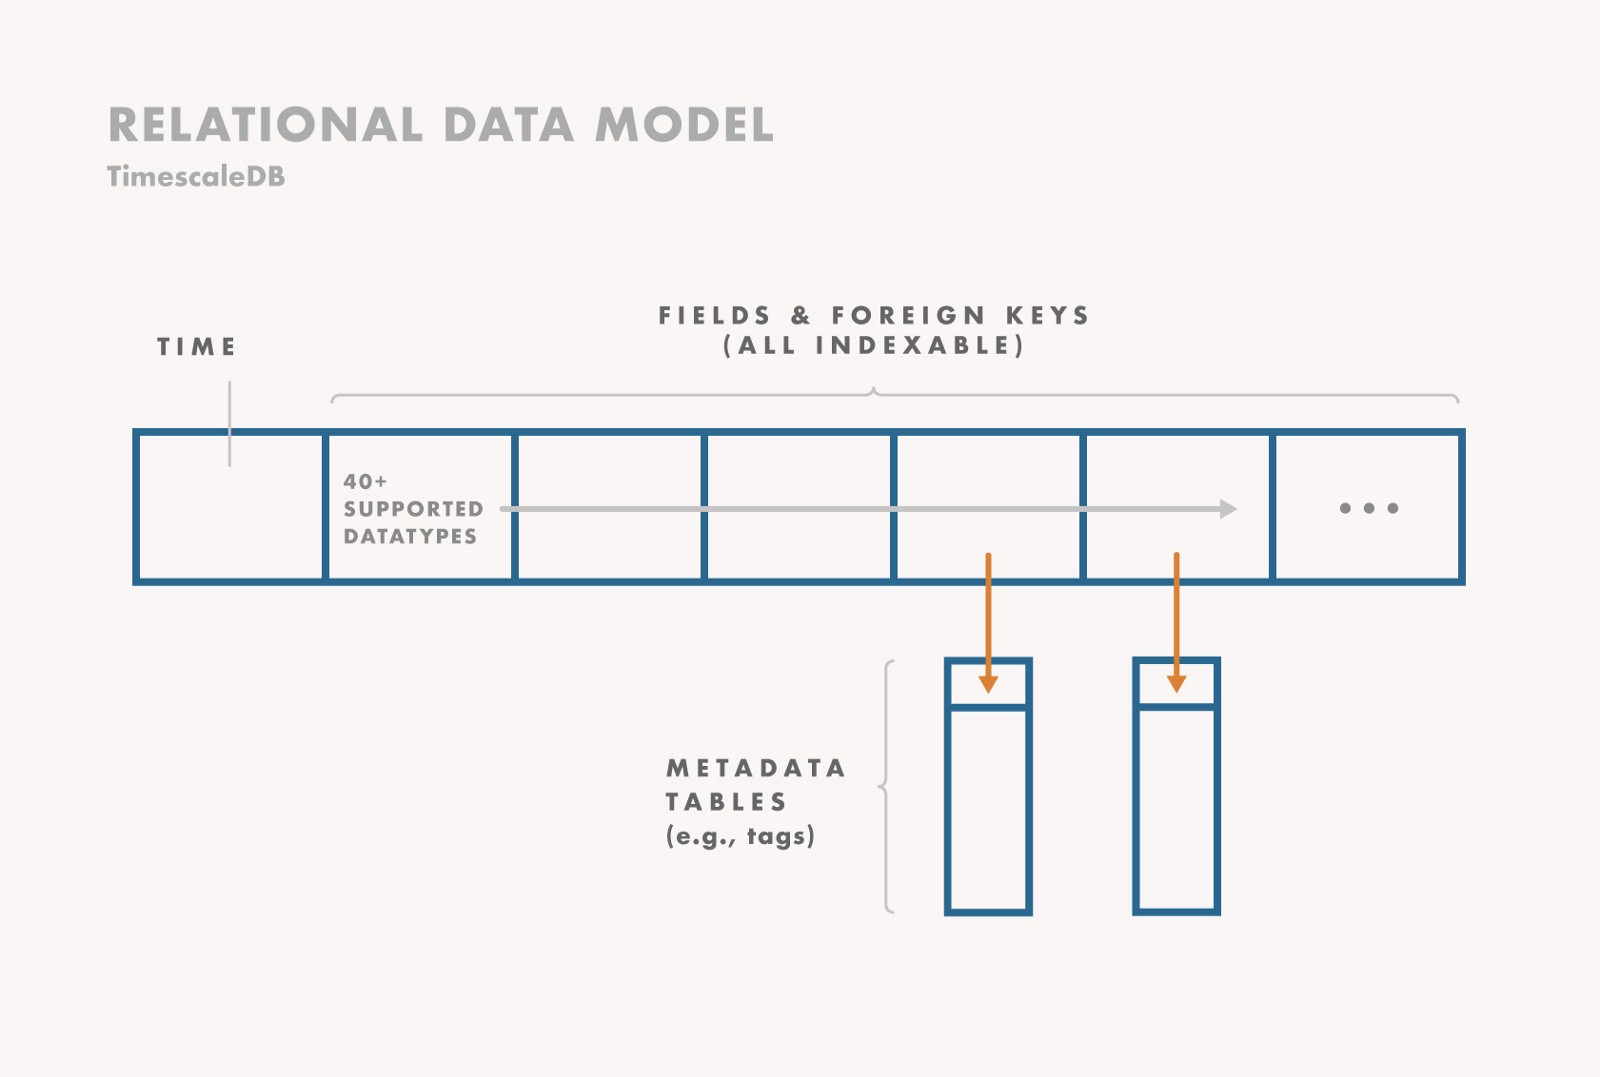 RELATIONAL DATA MODEL
TimescaleDB
FIELDS & FOREIGN KEYS
(ALL INDEXABLE)
TIME
40+
SUPPORTED
DATATYPES
METADATA
TABLES
(e.g., tags)